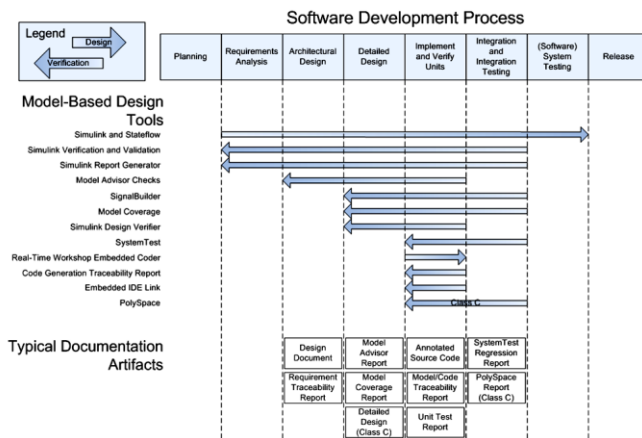 Software Development Process
Legend
Design
Verification
Planning
Requirements
Analysis
Architectural
Design
Detailed
Design
Implement
and Verify
Units
Integration
and
Integration
Testing
(Software)
System
Testing
Release
Model-Based Design
Tools
Simulink and Stateflow
Simulink Verification and Validation
Simulink Report Generator
Model Advisor Checks
SignalBuilder
Model Coverage
Simulink Design Verifier
SystemTest
Real-Time Workshop Embedded Coder
Code Generation Traceability Report
Embedded IDE Link
PolySpace
Class C
Typical Documentation
Artifacts
Design
Document
Model
Advisor
Report
Annotated
Source Code
SystemTest
Regression
Report
Requirement
Traceability
Report
Model
Coverage
Report
Model/Code
Traceability
Report
PolySpace
Report
(Class C)
Detailed
Design
(Class C)
Unit Test
Report